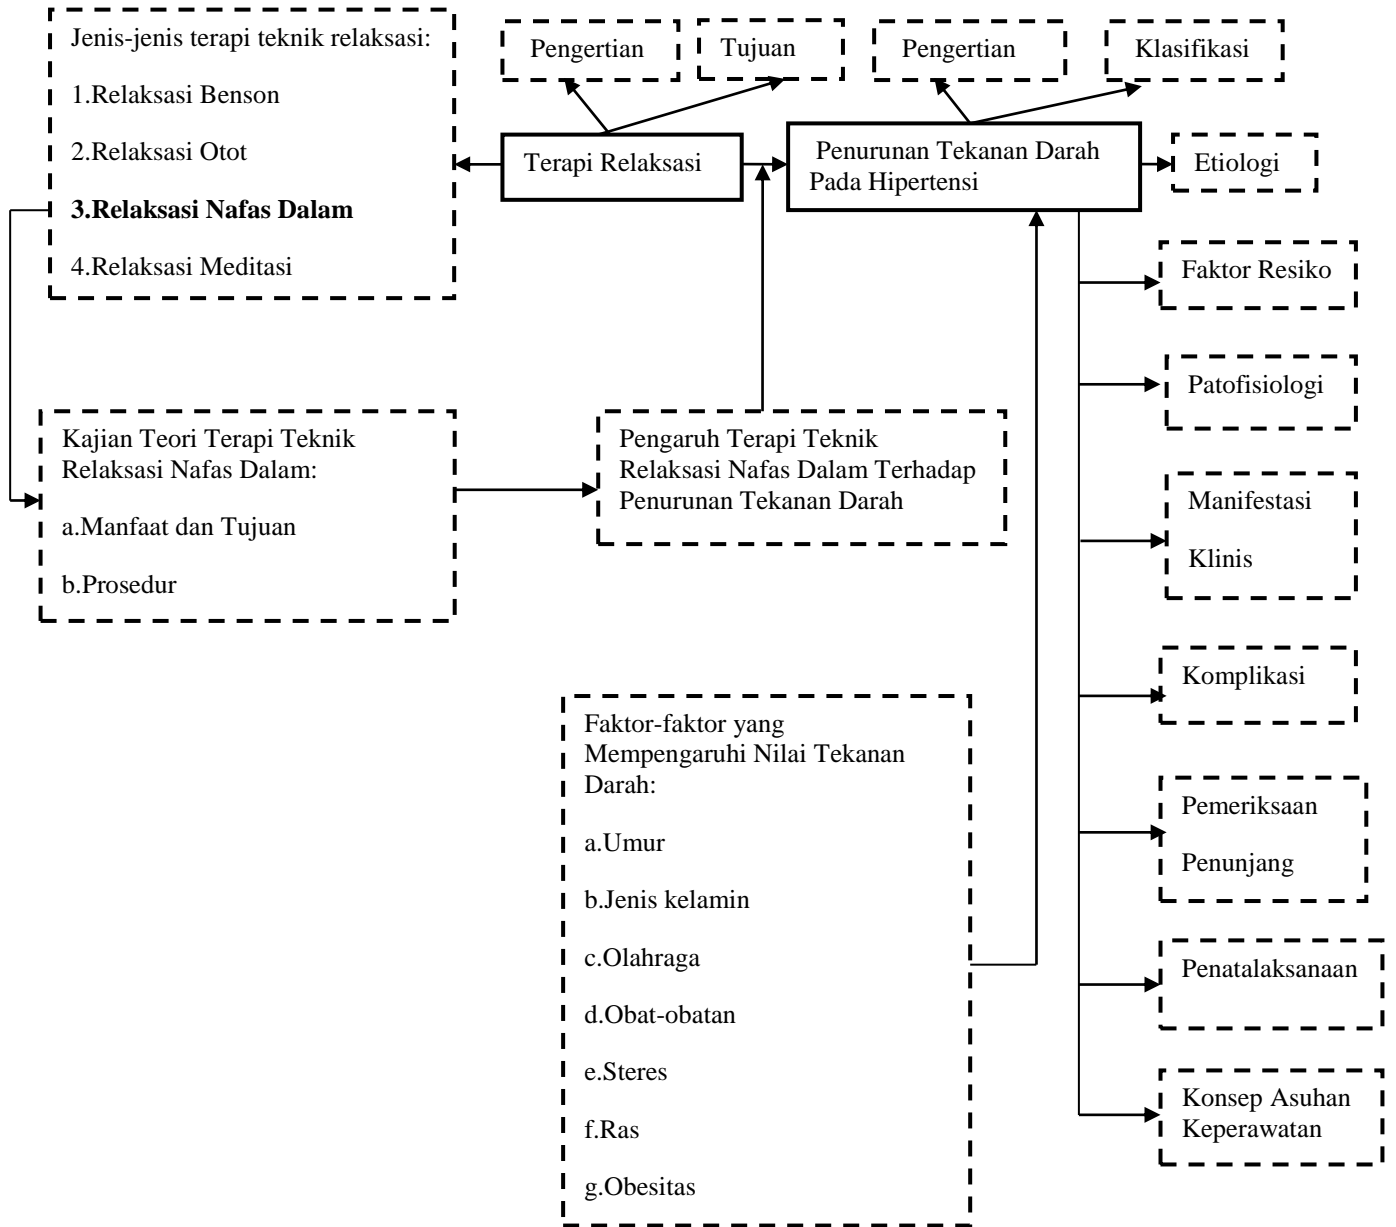 Jenis-jenis terapi teknik relaksasi:
1.Relaksasi Benson
2.Relaksasi Otot
3.Relaksasi Nafas Dalam
4.Relaksasi Meditasi
Pengertian
Tujuan
Pengertian
Klasifikasi
Terapi Relaksasi
Penurunan Tekanan Darah
Pada Hipertensi
Etiologi
Faktor Resiko
Patofisiologi
Kajian Teori Terapi Teknik
Relaksasi Nafas Dalam:
a.Manfaat dan Tujuan
b.Prosedur
Pengaruh Terapi Teknik
Relaksasi Nafas Dalam Terhadap
Penurunan Tekanan Darah
Manifestasi
Klinis
Komplikasi
Faktor-faktor yang
Mempengaruhi Nilai Tekanan
Darah:
a.Umur
b.Jenis kelamin
c.Olahraga
d.Obat-obatan
e.Steres
f.Ras
g.Obesitas
Pemeriksaan
Penunjang
Penatalaksanaan
Konsep Asuhan
Keperawatan